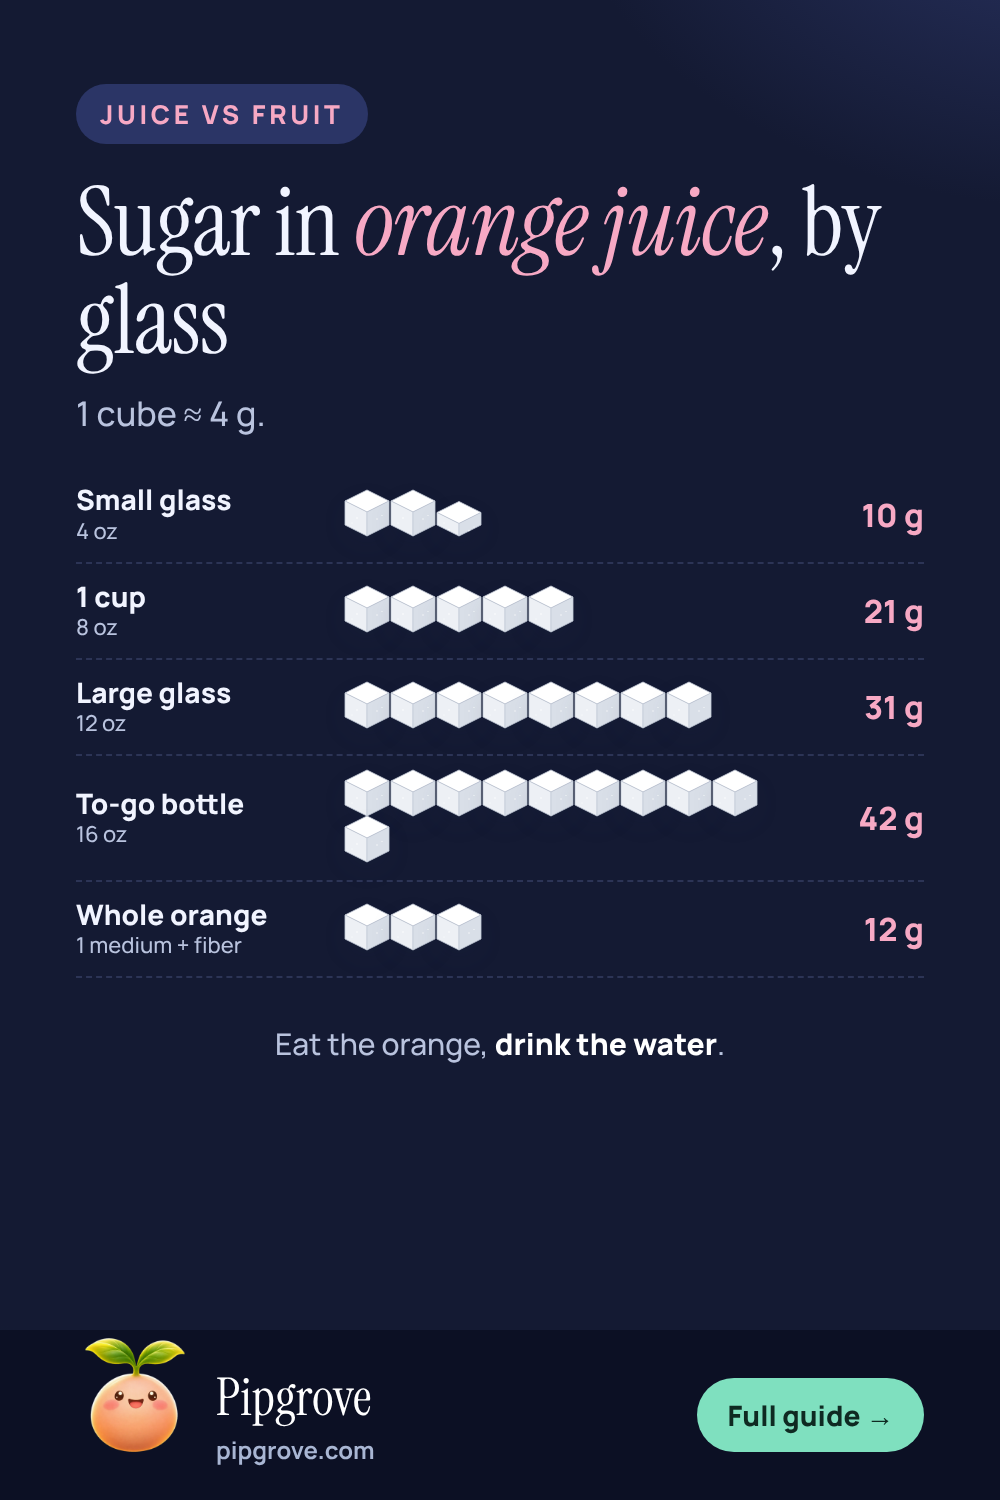 JUICE VS FRUIT
Sugar in orange juice, by
glass
1 cube ≈ 4 g.
Small glass
4 oz
10 g
1 cup
8 oz
21 g
Large glass
12 oz
31 g
To-go bottle
16 oz
42 g
Whole orange
1 medium + fiber
12 g
Eat the orange, drink the water.
Pipgrove
pipgrove.com
Full guide →